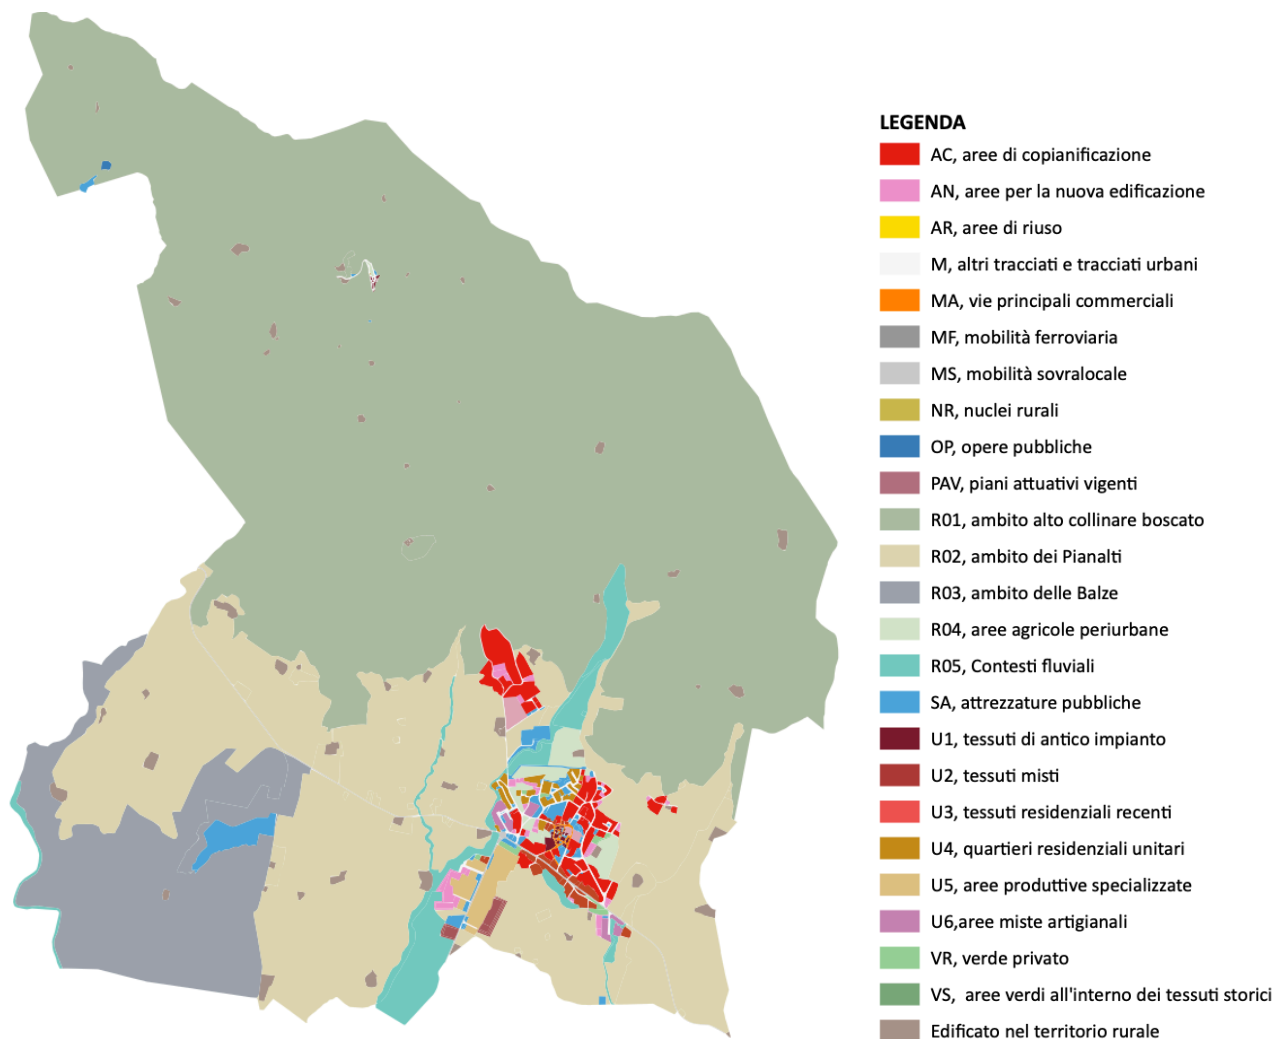 LEGENDA
AC, aree di copianificazione
AN, aree per la nuova edificazione
AR, aree di riuso
M, altri tracciati e tracciati urbani
MA, vie principali commerciali
MF, mobilità ferroviaria
MS, mobilità sovralocale
NR, nuclei rurali
OP, opere pubbliche
PAV, piani attuativi vigenti
R01, ambito alto collinare boscato
R02, ambito dei Pianalti
R03, ambito delle Balze
R04, aree agricole periurbane
R05, Contesti fluviali
SA, attrezzature pubbliche
U1, tessuti di antico impianto
U2, tessuti misti
U3, tessuti residenziali recenti
U4, quartieri residenziali unitari
U5, aree produttive specializzate
U6,aree miste artigianali
VR, verde privato
VS,  aree verdi all'interno dei tessuti storici
Edificato nel territorio rurale